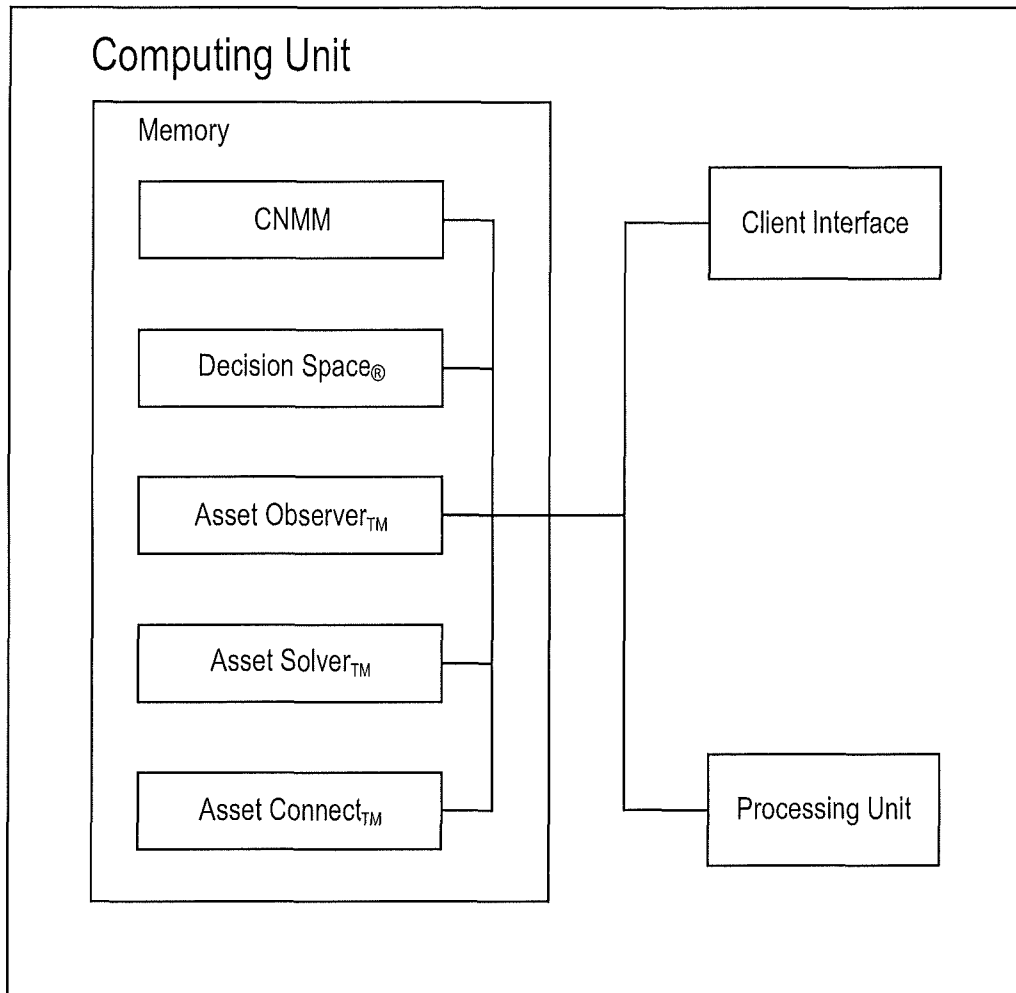 Computing Unit
Memory
CNMM
Client Interface
Decision Space®
Asset Observer™
Asset Solver™
Asset Connect™
Processing Unit